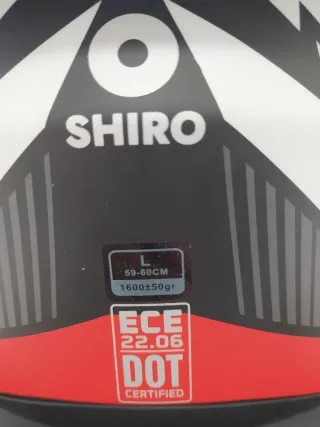 SHIRO
L
59-60CM
1600±50gr
ECE
22.06
DOT
CERTIFIED